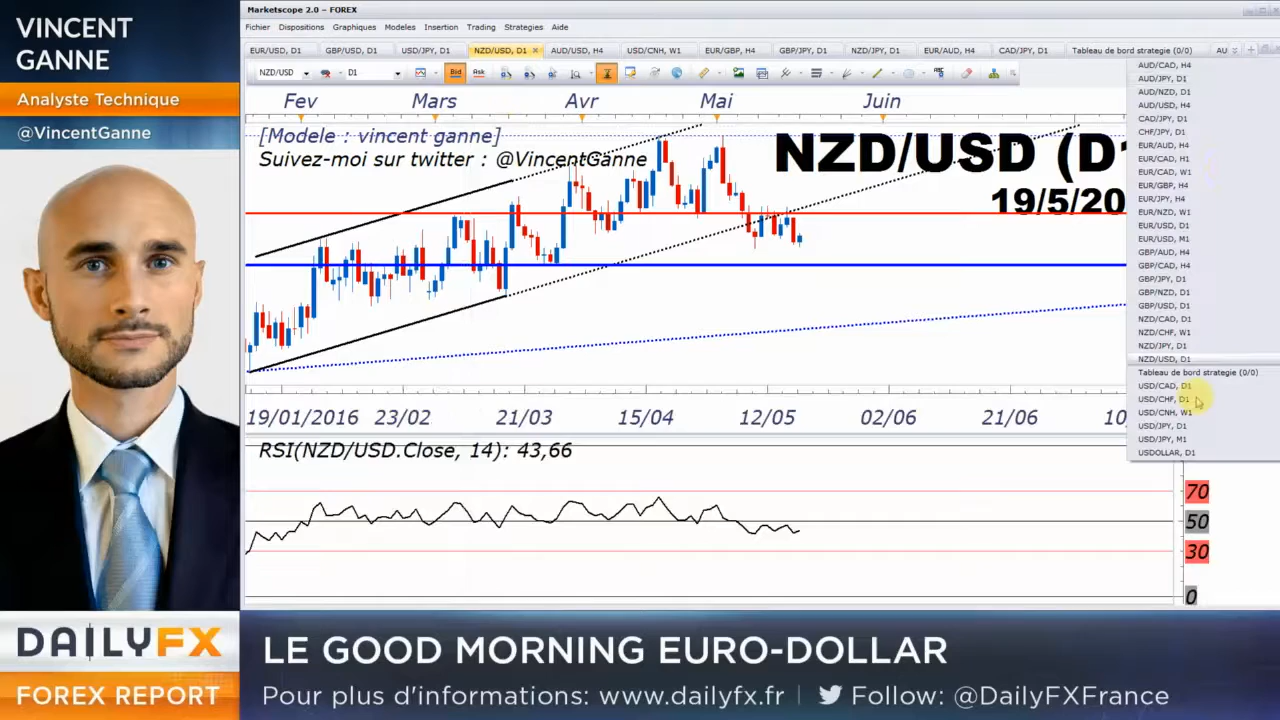 VINCENT
GANNE
Analyste Technique
@VincentGanne
Marketscope 2.0 - FOREX
Fichier Dispositions Graphiques Modeles Insertion Trading Strategies Aide
EUR/USD, D1 GBP/USD, D1 USD/JPY, D1 NZD/USD, D1 AUD/USD, H4 USD/CNH, W1 EUR/GBP, H4 GBP/JPY, D1 NZD/JPY, D1 EUR/AUD, H4 CAD/JPY, D1 Tableau de bord strategie (0/0) AU
NZD/USD D1 Bid Ask
Fev Mars Avr Mai Juin
[Modele : vincent ganne]
Suivez-moi sur twitter : @VincentGanne
NZD/USD (D1
19/5/20
19/01/2016 23/02 21/03 15/04 12/05 02/06 21/06 10
RSI(NZD/USD.Close, 14): 43,66
70
50
30
0
AUD/CAD, H4
AUD/JPY, D1
AUD/NZD, D1
AUD/USD, H4
CAD/JPY, D1
CHF/JPY, D1
EUR/AUD, H4
EUR/CAD, H1
EUR/CAD, W1
EUR/GBP, H4
EUR/JPY, H4
EUR/NZD, W1
EUR/USD, D1
EUR/USD, M1
GBP/AUD, H4
GBP/CAD, H4
GBP/JPY, D1
GBP/NZD, D1
GBP/USD, D1
NZD/CAD, D1
NZD/CHF, W1
NZD/JPY, D1
NZD/USD, D1
Tableau de bord strategie (0/0)
USD/CAD, D1
USD/CHF, D1
USD/CNH, W1
USD/JPY, D1
USD/JPY, M1
USDOLLAR, D1
DAILYFX
FOREX REPORT
LE GOOD MORNING EURO-DOLLAR
Pour plus d'informations: www.dailyfx.fr | Follow: @DailyFXFrance